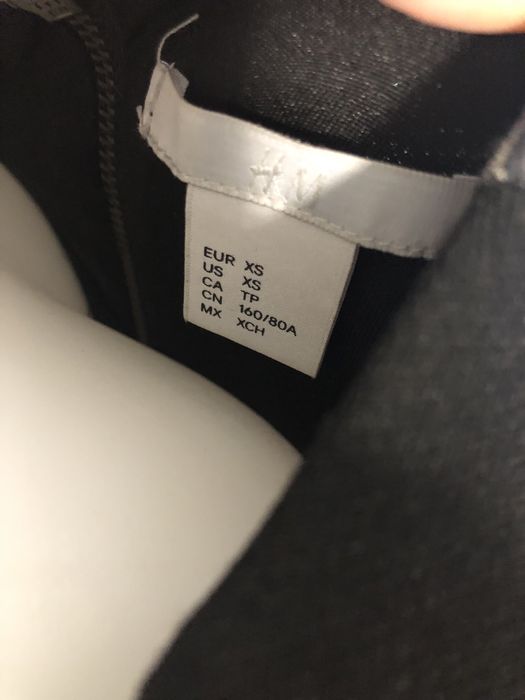 EUR XS
US XS
CA TP
CN 160/80A
MX XCH